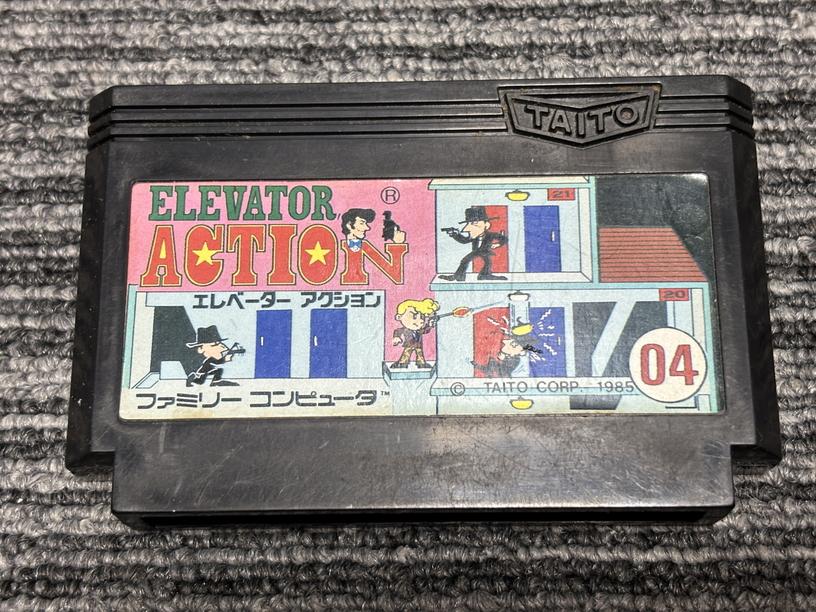 TAITO
ELEVATOR
ACTION
®
エレベーター アクション
21
20
04
© TAITO CORP. 1985
ファミリー コンピュータ™